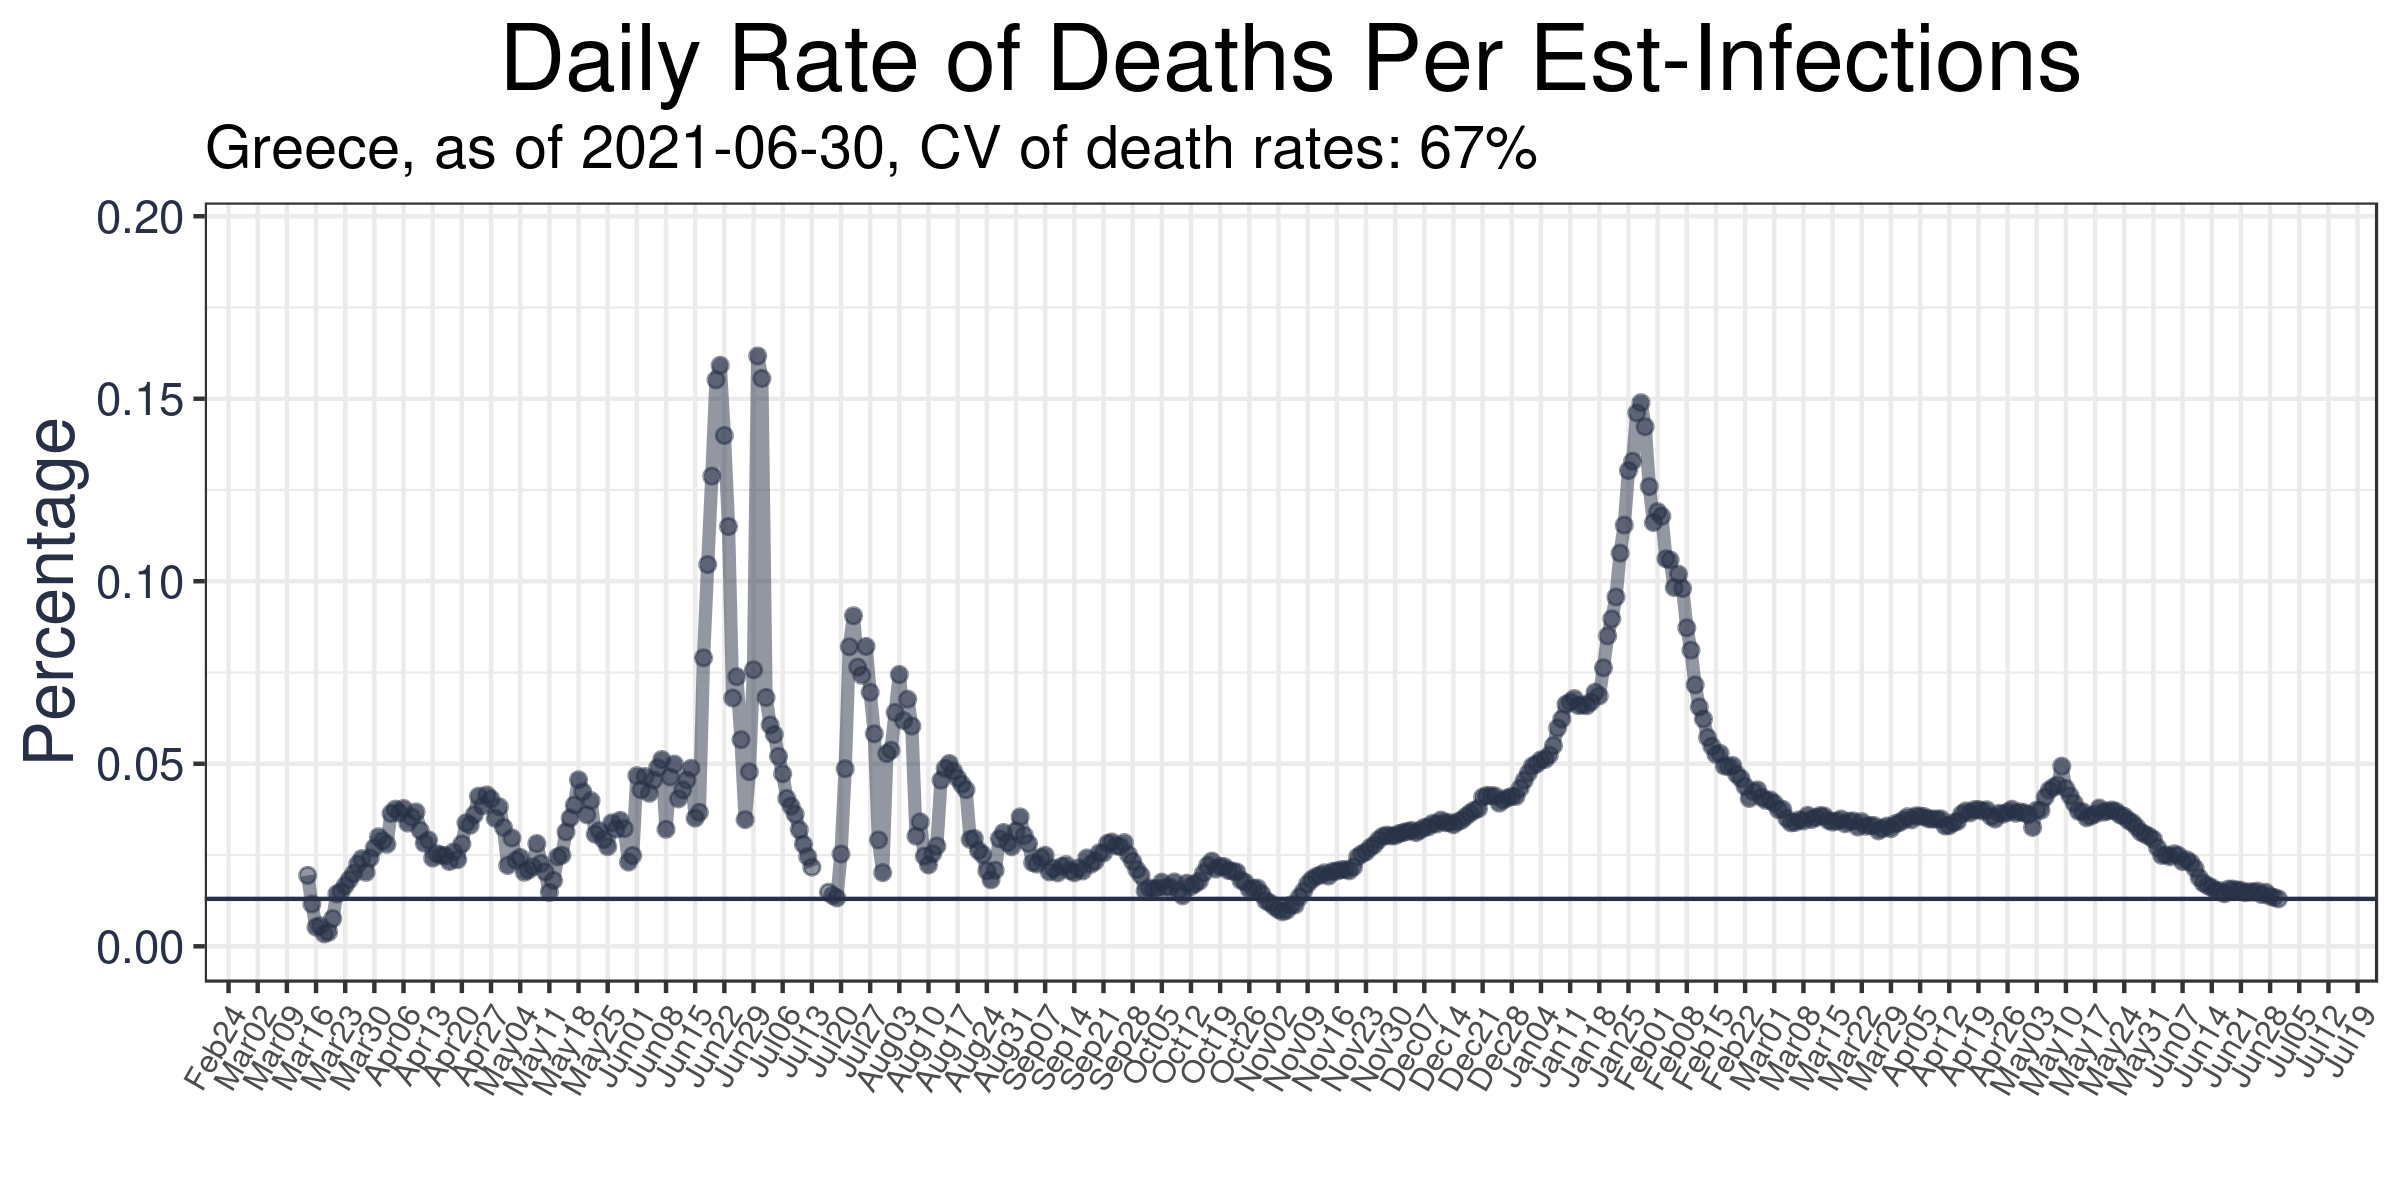 Daily Rate of Deaths Per Est-Infections
Greece, as of 2021-06-30, CV of death rates: 67%
Percentage
0.20
0.15
0.10
0.05
0.00
Feb24
Mar02
Mar09
Mar16
Mar23
Mar30
Apr06
Apr13
Apr20
Apr27
May04
May11
May18
May25
Jun01
Jun08
Jun15
Jun22
Jun29
Jul06
Jul13
Jul20
Jul27
Aug03
Aug10
Aug17
Aug24
Aug31
Sep07
Sep14
Sep21
Sep28
Oct05
Oct12
Oct19
Oct26
Nov02
Nov09
Nov16
Nov23
Nov30
Dec07
Dec14
Dec21
Dec28
Jan04
Jan11
Jan18
Jan25
Feb01
Feb08
Feb15
Feb22
Mar01
Mar08
Mar15
Mar22
Mar29
Apr05
Apr12
Apr19
Apr26
May03
May10
May17
May24
May31
Jun07
Jun14
Jun21
Jun28
Jul05
Jul12
Jul19